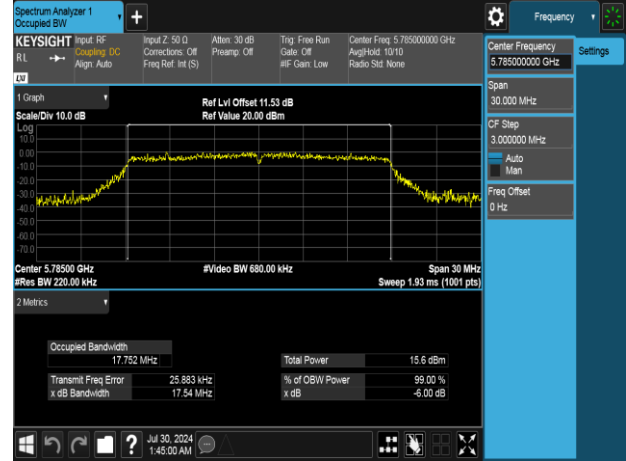 Spectrum Analyzer 1
Occupied BW
+
Frequency
KEYSIGHT
RL
LXI
Input: RF
Coupling: DC
Align: Auto
Input Z: 50 Ω
Corrections: Off
Freq Ref: Int (S)
Atten: 30 dB
Preamp: Off
Trig: Free Run
Gate: Off
#IF Gain: Low
Center Freq: 5.785000000 GHz
Avg|Hold: 10/10
Radio Std: None
Center Frequency
5.785000000 GHz
Settings
Span
30.000 MHz
CF Step
3.000000 MHz
Auto
Man
Freq Offset
0 Hz
1 Graph
Scale/Div 10.0 dB
Ref Lvl Offset 11.53 dB
Ref Value 20.00 dBm
Log
10.0
0.00
-10.0
-20.0
-30.0
-40.0
-50.0
-60.0
-70.0
Center 5.78500 GHz
#Video BW 680.00 kHz
Span 30 MHz
#Res BW 220.00 kHz
Sweep 1.93 ms (1001 pts)
2 Metrics
Occupied Bandwidth
17.752 MHz
Total Power 15.6 dBm
Transmit Freq Error 25.883 kHz
% of OBW Power 99.00 %
x dB Bandwidth 17.54 MHz
x dB -6.00 dB
?
Jul 30, 2024
1:45:00 AM